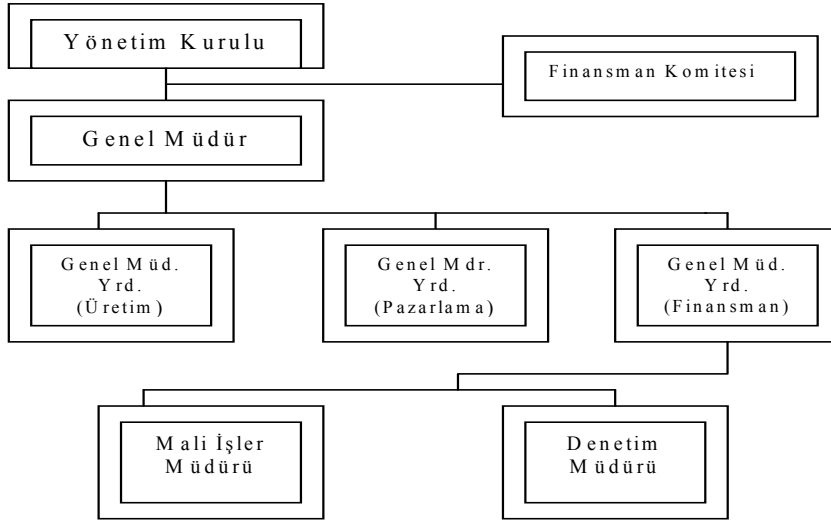 Yönetim Kurulu
Finansman Komitesi
Genel Müdür
Genel Müd.
Yrd.
(Üretim)
Genel Mdr.
Yrd.
(Pazarlama)
Genel Müd.
Yrd.
(Finansman)
Mali İşler
Müdürü
Denetim
Müdürü